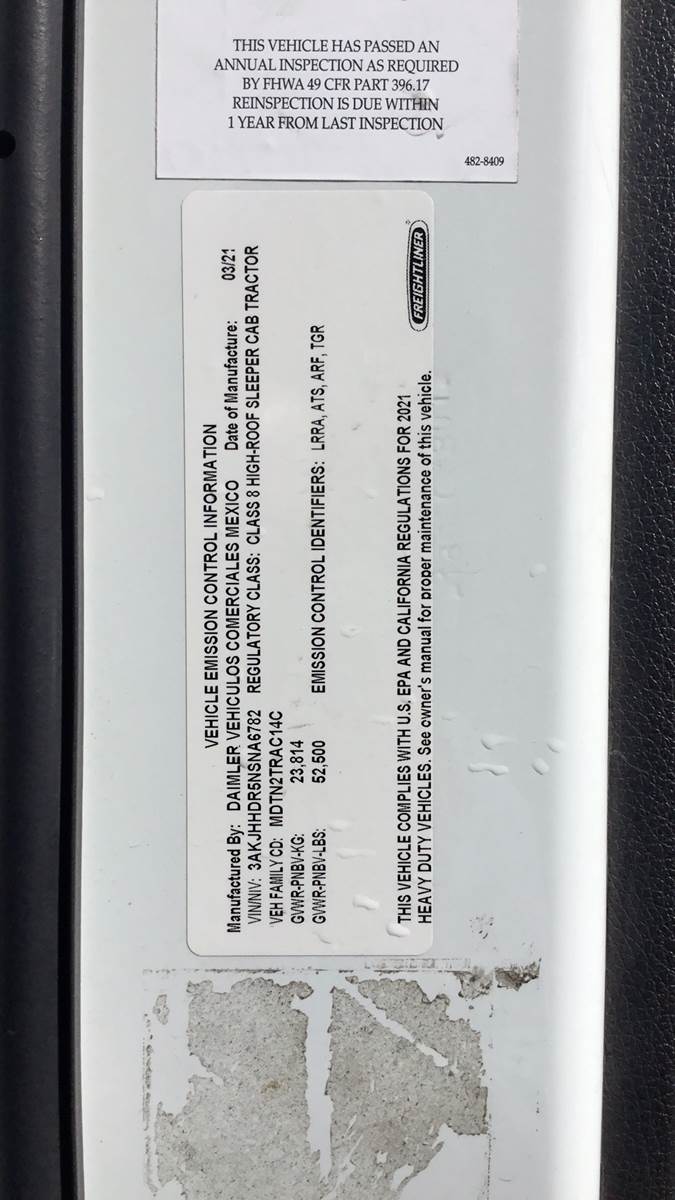 THIS VEHICLE HAS PASSED AN
ANNUAL INSPECTION AS REQUIRED
BY FHWA 49 CFR PART 396.17
REINSPECTION IS DUE WITHIN
1 YEAR FROM LAST INSPECTION
482-8409
VEHICLE EMISSION CONTROL INFORMATION
Manufactured By: DAIMLER VEHICULOS COMERCIALES MEXICO Date of Manufacture: 03/21
VIN/NIV: 3AKJHHDR5NSNA6782 REGULATORY CLASS: CLASS 8 HIGH-ROOF SLEEPER CAB TRACTOR
VEH FAMILY CD: MDTN2TRAC14C
GVWR-PNBV-KG: 23,814
GVWR-PNBV-LBS: 52,500 EMISSION CONTROL IDENTIFIERS: LRRA, ATS, ARF, TGR
THIS VEHICLE COMPLIES WITH U.S. EPA AND CALIFORNIA REGULATIONS FOR 2021
HEAVY DUTY VEHICLES. See owner's manual for proper maintenance of this vehicle.
FREIGHTLINER